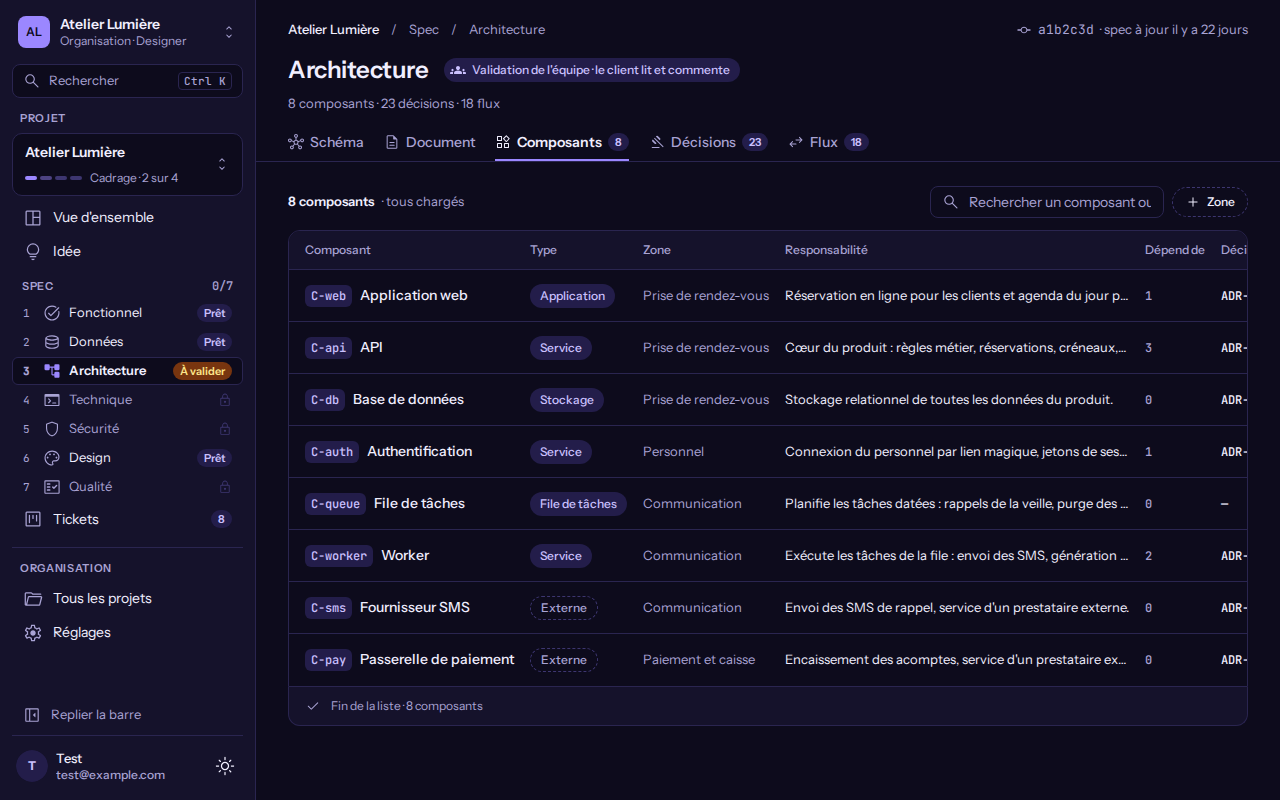 AL
Atelier Lumière
Organisation · Designer
Rechercher
Ctrl K
PROJET
Atelier Lumière
Cadrage · 2 sur 4
Vue d'ensemble
Idée
SPEC 0/7
1 Fonctionnel Prêt
2 Données Prêt
3 Architecture À valider
4 Technique
5 Sécurité
6 Design Prêt
7 Qualité
Tickets 8
ORGANISATION
Tous les projets
Réglages
Replier la barre
T
Test
test@example.com
Atelier Lumière / Spec / Architecture
a1b2c3d · spec à jour il y a 22 jours
Architecture
Validation de l'équipe · le client lit et commente
8 composants · 23 décisions · 18 flux
Schéma Document Composants 8 Décisions 23 Flux 18
8 composants · tous chargés
Rechercher un composant ou
+ Zone
Composant Type Zone Responsabilité Dépend de Déci
C-web Application web Application Prise de rendez-vous Réservation en ligne pour les clients et agenda du jour p… 1 ADR-
C-api API Service Prise de rendez-vous Cœur du produit : règles métier, réservations, créneaux,… 3 ADR-
C-db Base de données Stockage Prise de rendez-vous Stockage relationnel de toutes les données du produit. 0 ADR-
C-auth Authentification Service Personnel Connexion du personnel par lien magique, jetons de ses… 1 ADR-
C-queue File de tâches File de tâches Communication Planifie les tâches datées : rappels de la veille, purge des … 0 —
C-worker Worker Service Communication Exécute les tâches de la file : envoi des SMS, génération … 2 ADR-
C-sms Fournisseur SMS Externe Communication Envoi des SMS de rappel, service d'un prestataire externe. 0 ADR-
C-pay Passerelle de paiement Externe Paiement et caisse Encaissement des acomptes, service d'un prestataire ex… 0 ADR-
Fin de la liste · 8 composants